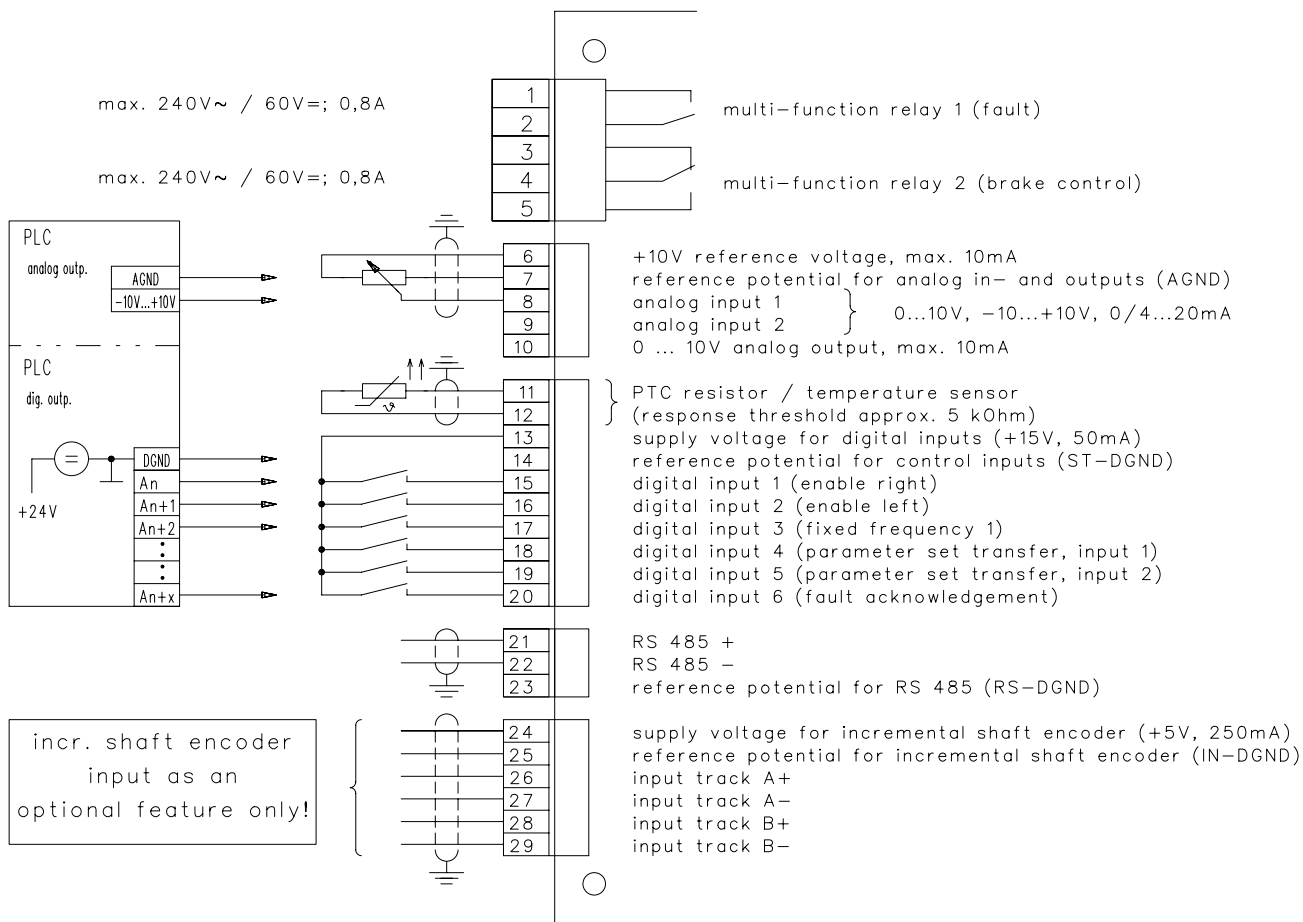 max. 240V~ / 60V=; 0,8A
1
2
multi-function relay 1 (fault)
3
max. 240V~ / 60V=; 0,8A
4
multi-function relay 2 (brake control)
5
PLC
analog outp.
AGND
-10V...+10V
6 +10V reference voltage, max. 10mA
7 reference potential for analog in- and outputs (AGND)
8 analog input 1
9 analog input 2
0...10V, -10...+10V, 0/4...20mA
10 0 ... 10V analog output, max. 10mA
PLC
dig. outp.
=
+24V
DGND
An
An+1
An+2
An+x
ϑ
11 PTC resistor / temperature sensor
12 (response threshold approx. 5 kOhm)
13 supply voltage for digital inputs (+15V, 50mA)
14 reference potential for control inputs (ST-DGND)
15 digital input 1 (enable right)
16 digital input 2 (enable left)
17 digital input 3 (fixed frequency 1)
18 digital input 4 (parameter set transfer, input 1)
19 digital input 5 (parameter set transfer, input 2)
20 digital input 6 (fault acknowledgement)
21 RS 485 +
22 RS 485 -
23 reference potential for RS 485 (RS-DGND)
incr. shaft encoder
input as an
optional feature only!
24 supply voltage for incremental shaft encoder (+5V, 250mA)
25 reference potential for incremental shaft encoder (IN-DGND)
26 input track A+
27 input track A-
28 input track B+
29 input track B-